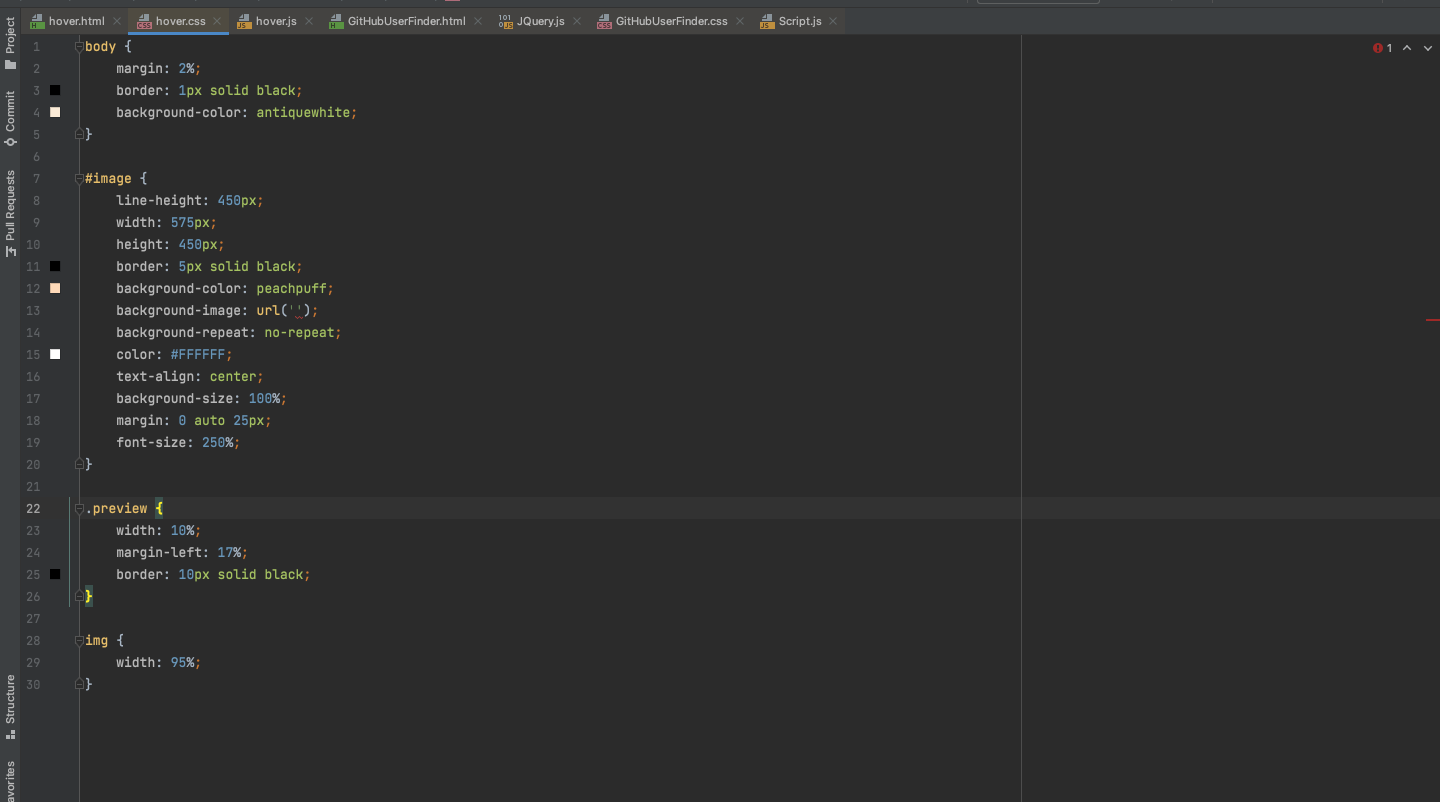 hover.html hover.css hover.js GitHubUserFinder.html JQuery.js GitHubUserFinder.css Script.js
Project
Commit
Pull Requests
Structure
1
1 body {
2 margin: 2%;
3 border: 1px solid black;
4 background-color: antiquewhite;
5 }
6
7 #image {
8 line-height: 450px;
9 width: 575px;
10 height: 450px;
11 border: 5px solid black;
12 background-color: peachpuff;
13 background-image: url('');
14 background-repeat: no-repeat;
15 color: #FFFFFF;
16 text-align: center;
17 background-size: 100%;
18 margin: 0 auto 25px;
19 font-size: 250%;
20 }
21
22 .preview {
23 width: 10%;
24 margin-left: 17%;
25 border: 10px solid black;
26 }
27
28 img {
29 width: 95%;
30 }